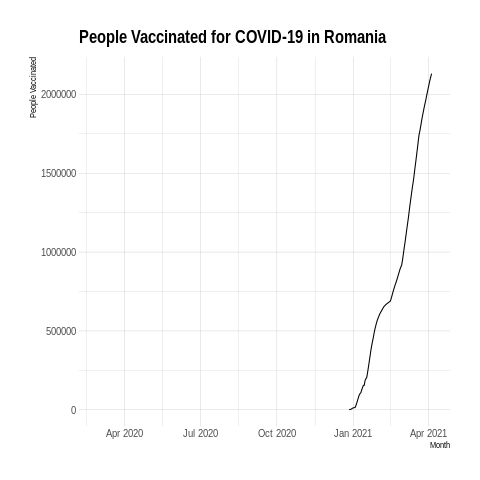 People Vaccinated for COVID-19 in Romania
People Vaccinated
2000000
1500000
1000000
500000
0
Apr 2020 Jul 2020 Oct 2020 Jan 2021 Apr 2021
Month